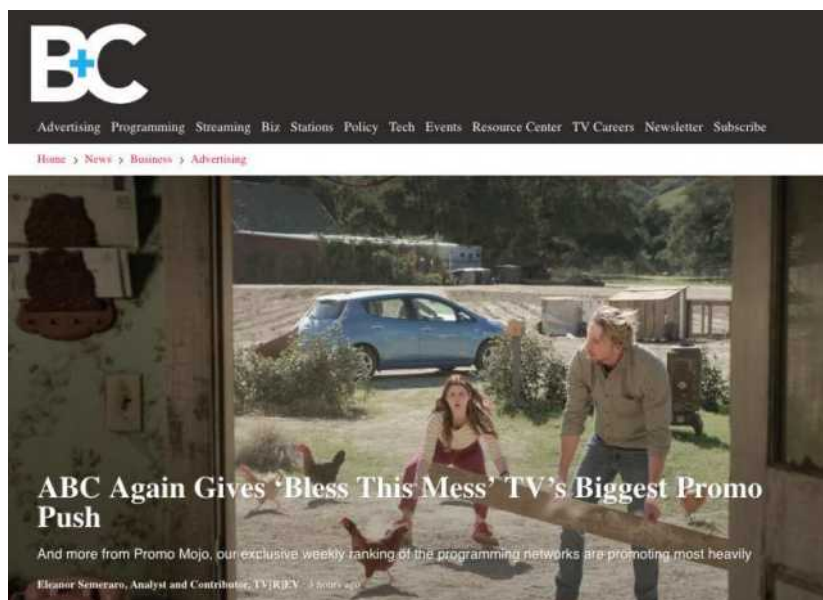 B+C
Advertising Programming Streaming Biz Stations Policy Tech Events Resource Center TV Careers Newsletter Subscribe
Home > News > Business > Advertising
ABC Again Gives ‘Bless This Mess’ TV’s Biggest Promo
Push
And more from Promo Mojo, our exclusive weekly ranking of the programming networks are promoting most heavily
Eleanor Semeraro, Analyst and Contributor, TV[R]EV 3 hours ago